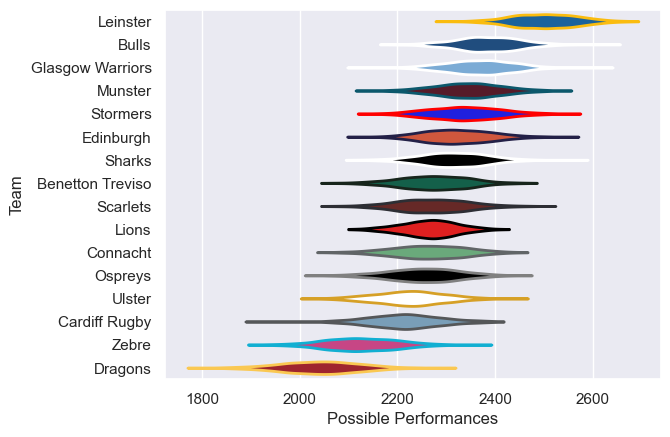 Team
Leinster
Bulls
Glasgow Warriors
Munster
Stormers
Edinburgh
Sharks
Benetton Treviso
Scarlets
Lions
Connacht
Ospreys
Ulster
Cardiff Rugby
Zebre
Dragons
1800 2000 2200 2400 2600
Possible Performances